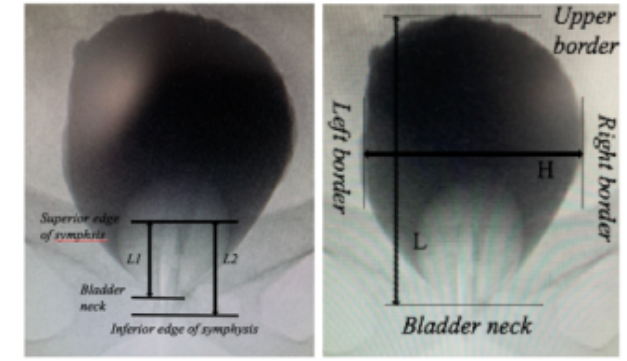 Superior edge
of symphsis
L1
L2
Bladder
neck
Inferior edge of symphysis
Upper
border
Left border
Right border
H
L
Bladder neck